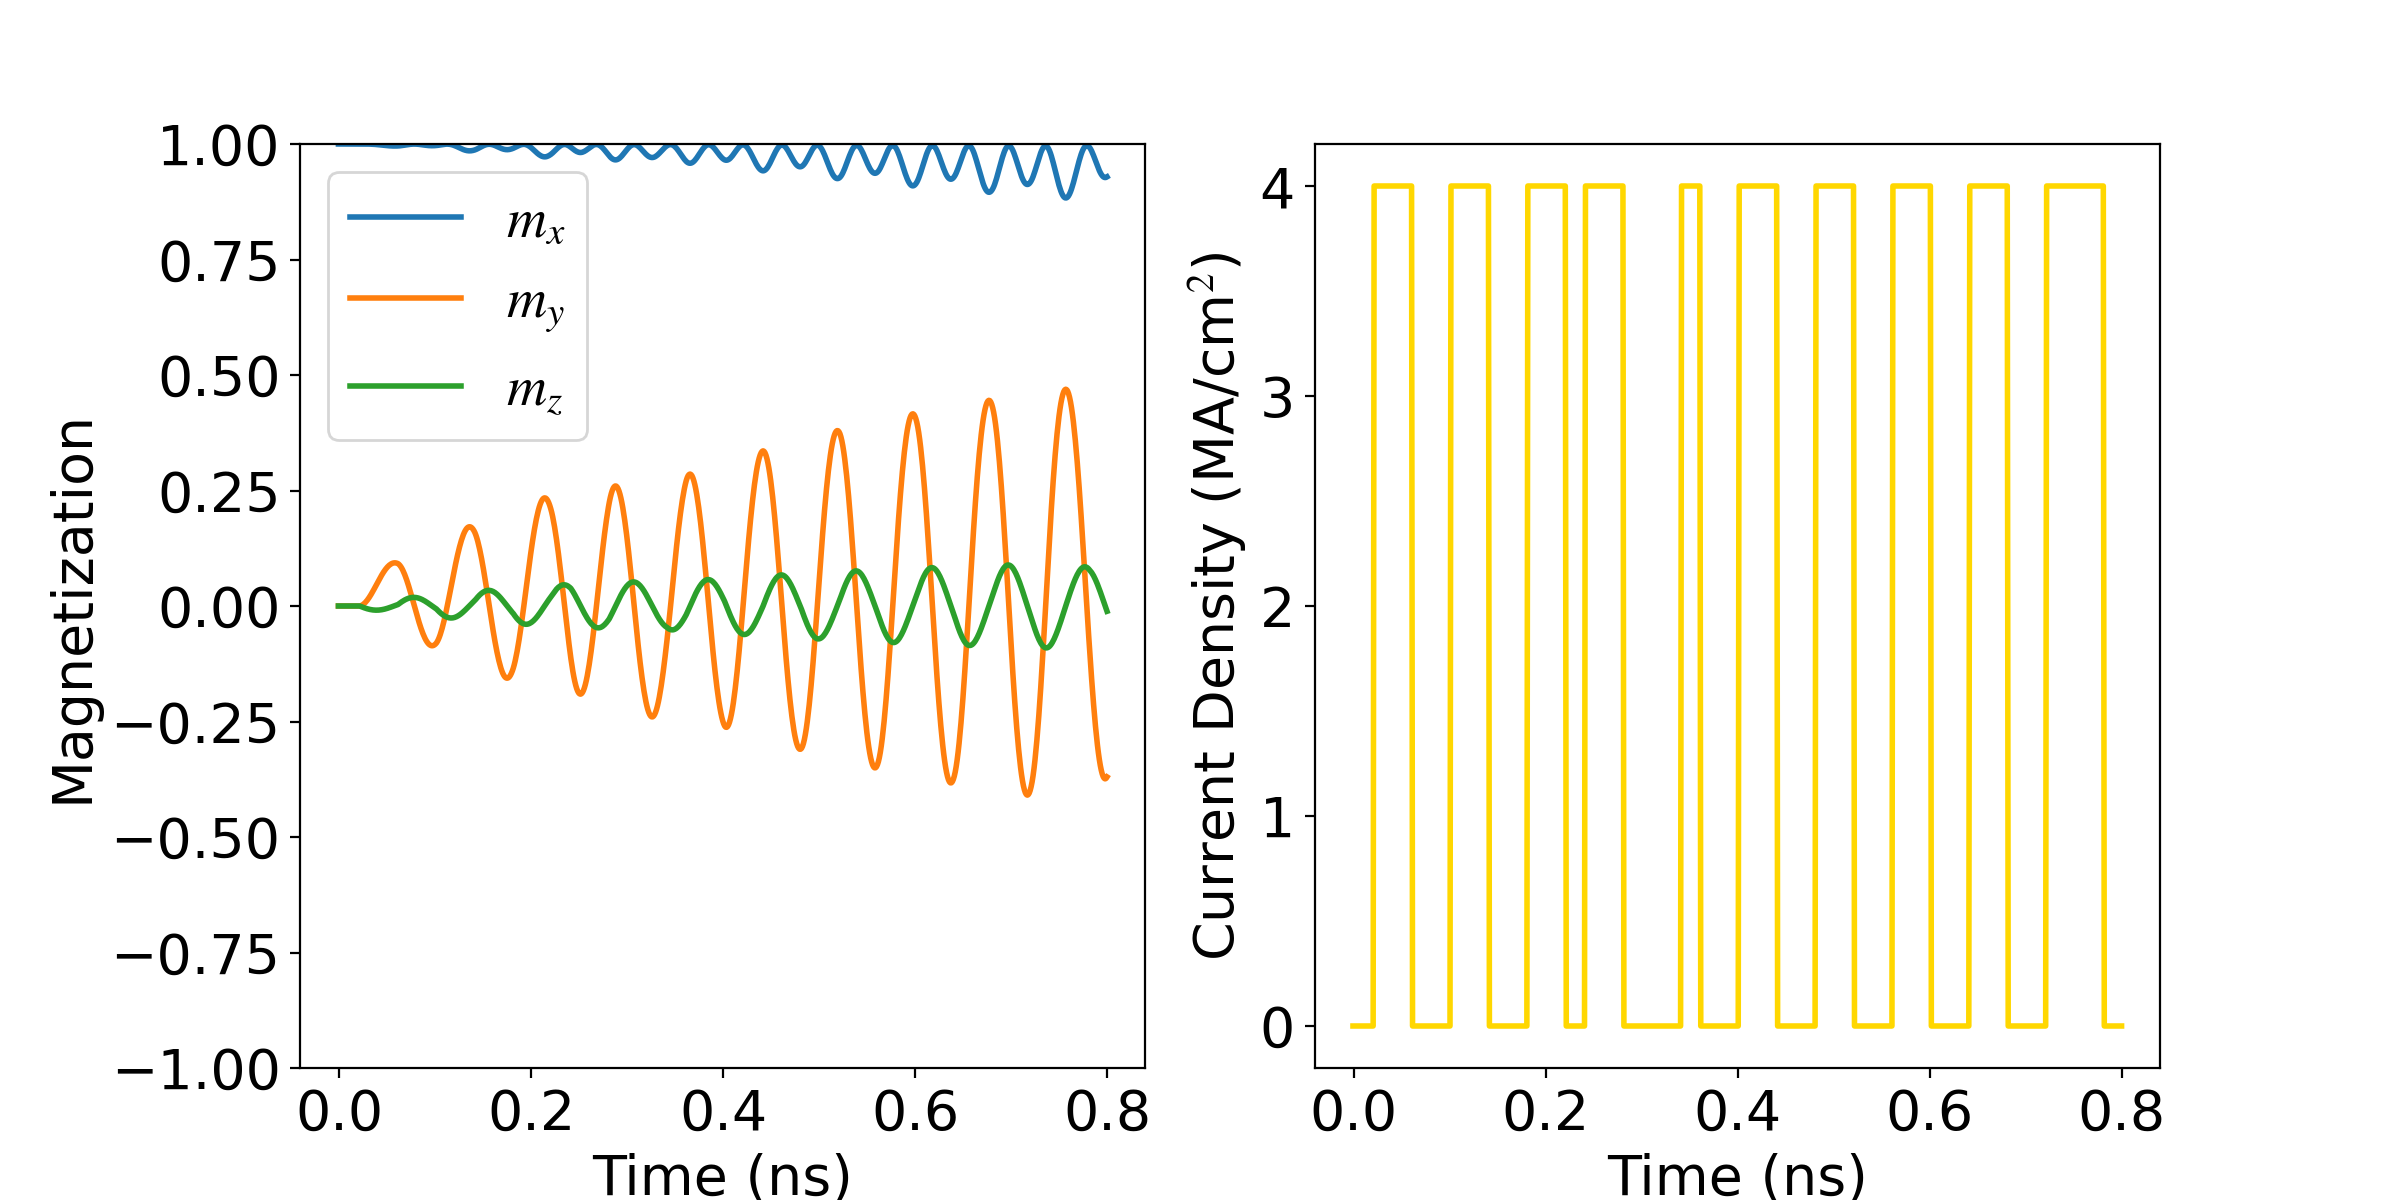 1.00
0.75
0.50
0.25
0.00
−0.25
−0.50
−0.75
−1.00
Magnetization
m_x
m_y
m_z
0.0 0.2 0.4 0.6 0.8
Time (ns)
4
3
2
1
0
Current Density (MA/cm²)
0.0 0.2 0.4 0.6 0.8
Time (ns)